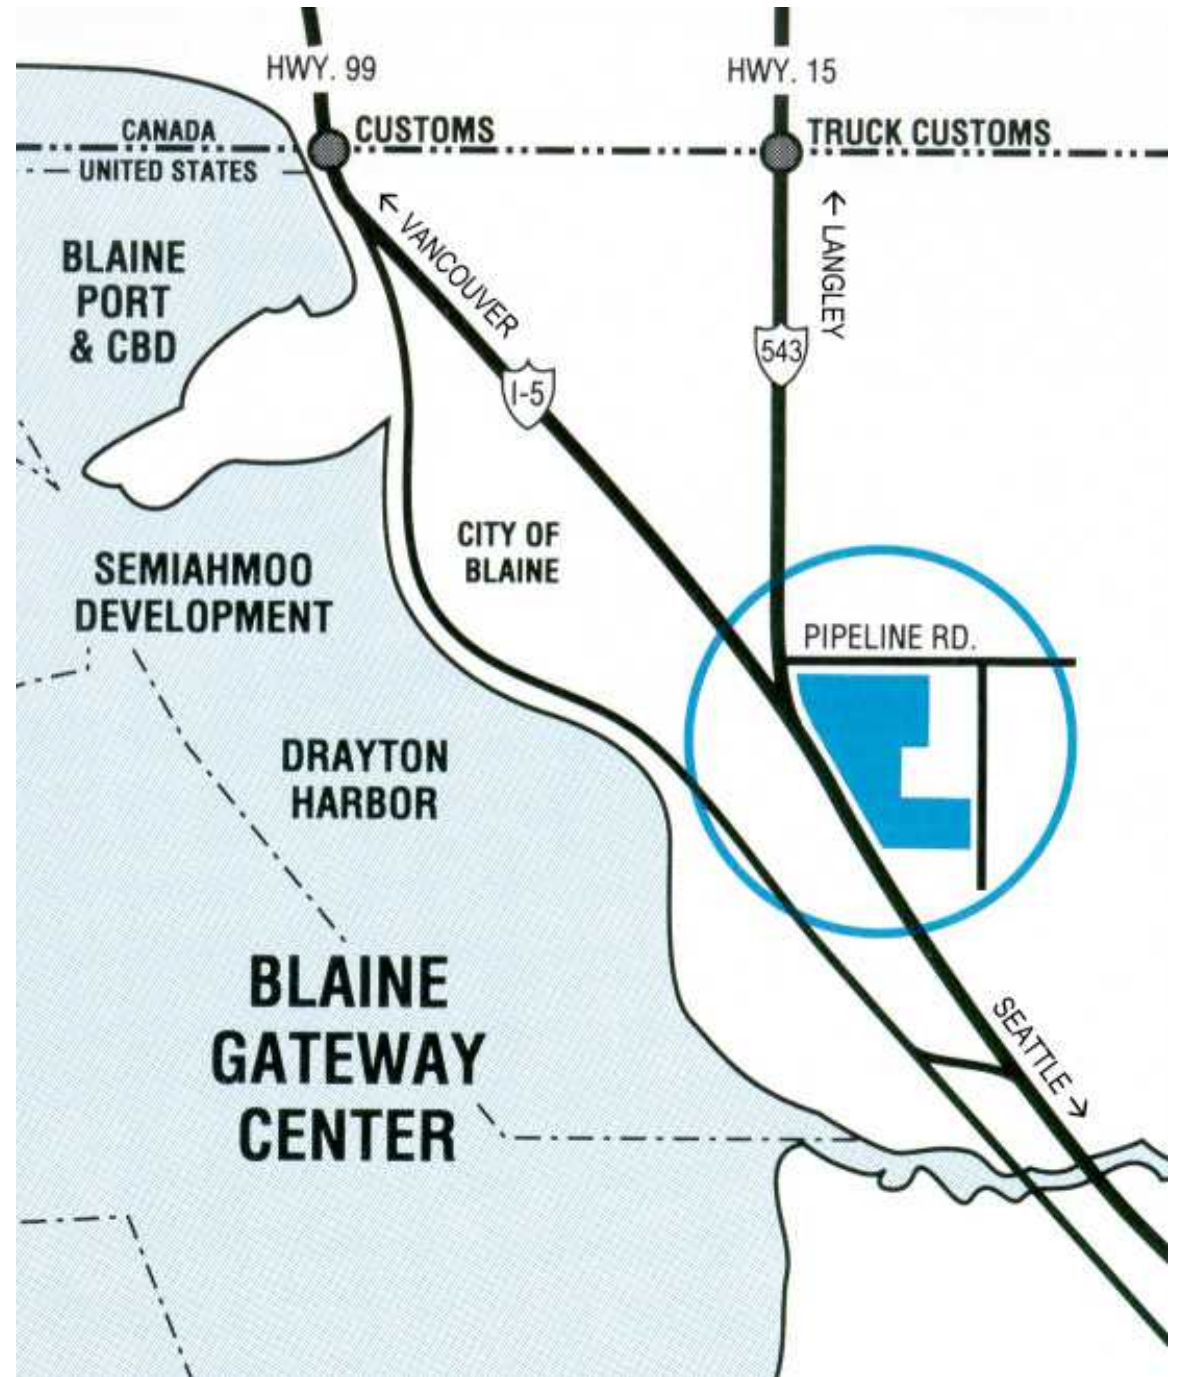 HWY. 99
HWY. 15
CANADA
CUSTOMS
TRUCK CUSTOMS
UNITED STATES
← VANCOUVER
← LANGLEY
BLAINE
PORT
& CBD
543
I-5
CITY OF
BLAINE
SEMIAHMOO
DEVELOPMENT
PIPELINE RD.
DRAYTON
HARBOR
BLAINE
GATEWAY
CENTER
SEATTLE →